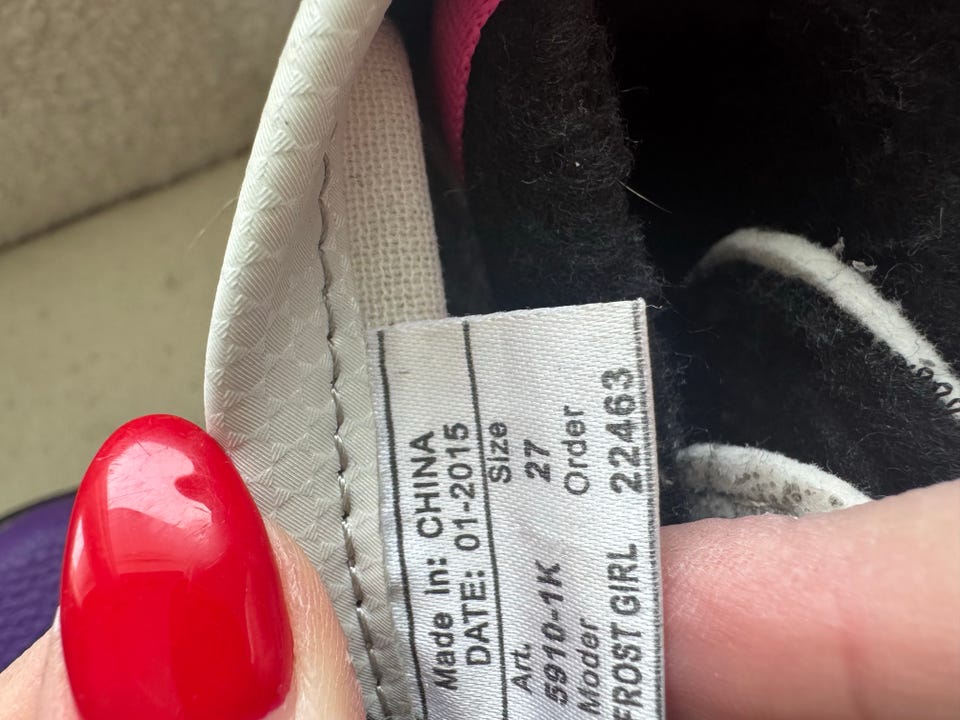 Made In: CHINA
DATE: 01-2015
Art. Size
5910-1K 27
Moder Order
FROST GIRL 22463